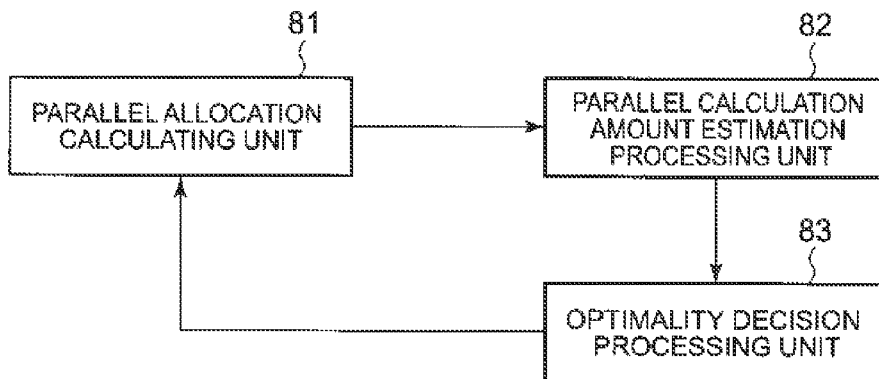 81
PARALLEL ALLOCATION
CALCULATING UNIT
82
PARALLEL CALCULATION
AMOUNT ESTIMATION
PROCESSING UNIT
83
OPTIMALITY DECISION
PROCESSING UNIT